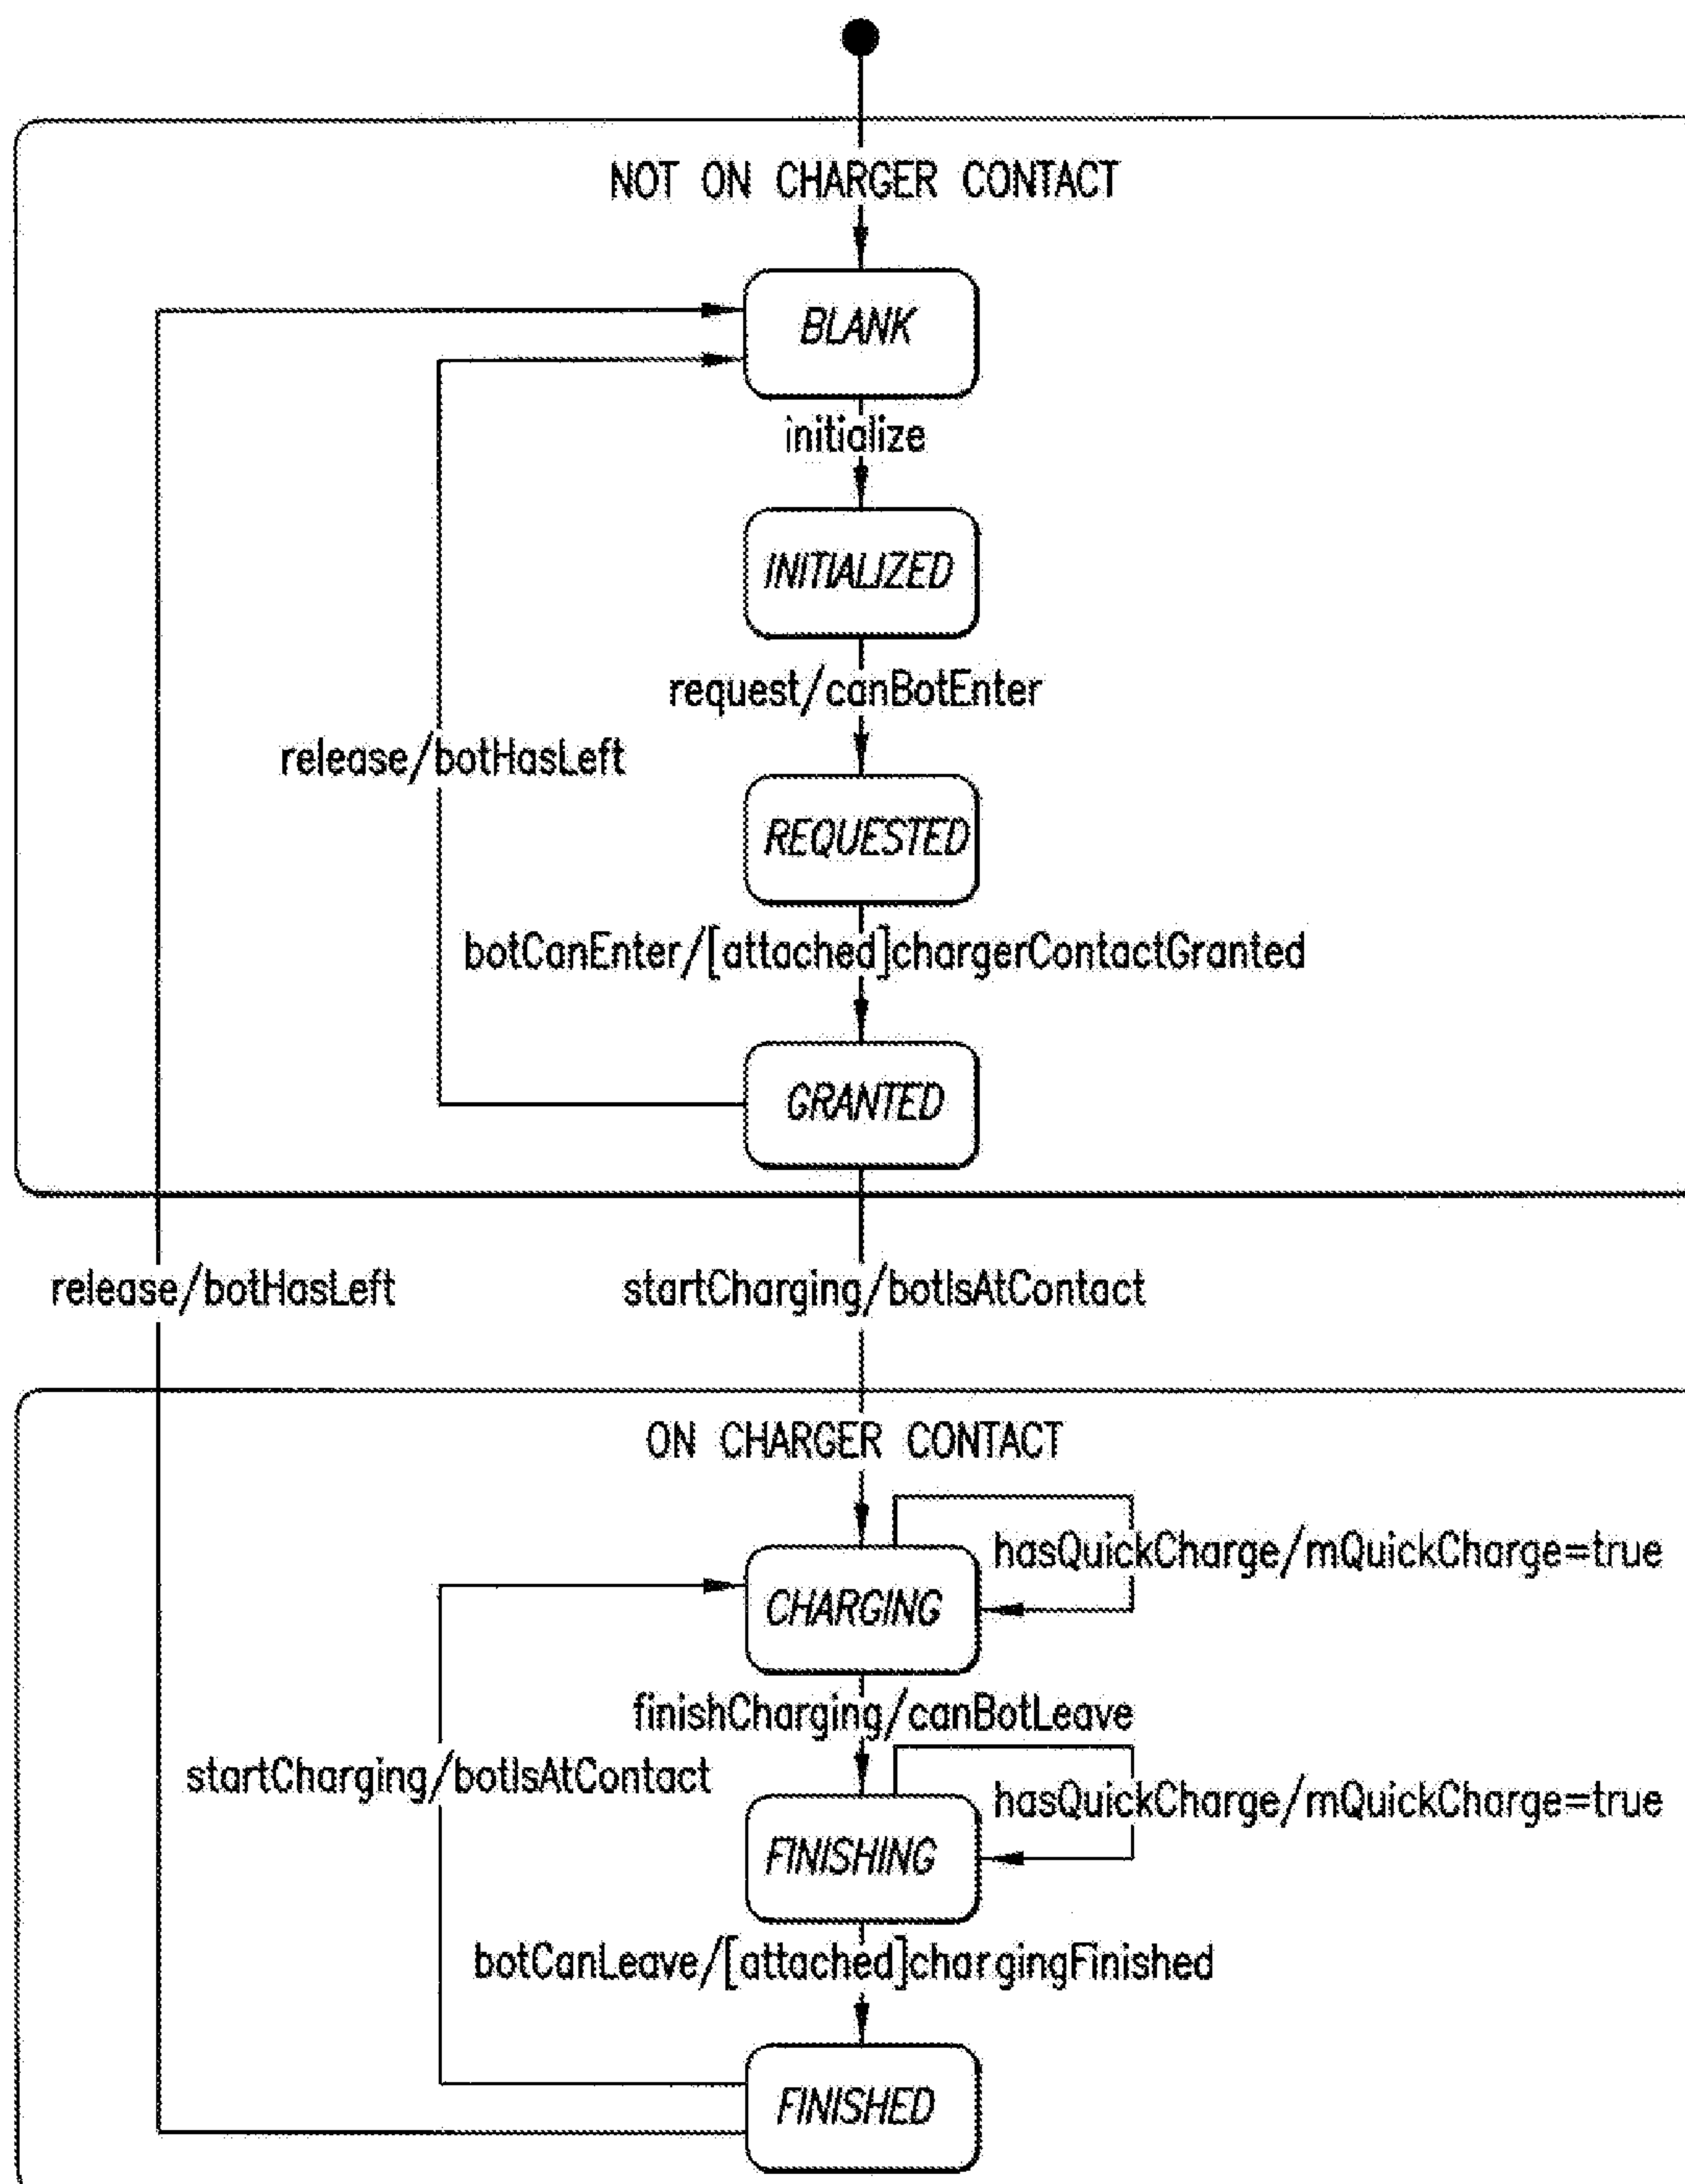 NOT ON CHARGER CONTACT
BLANK
initialize
INITIALIZED
request/canBotEnter
release/botHasLeft
REQUESTED
botCanEnter/[attached]chargerContactGranted
GRANTED
release/botHasLeft
startCharging/botIsAtContact
ON CHARGER CONTACT
hasQuickCharge/mQuickCharge=true
CHARGING
finishCharging/canBotLeave
startCharging/botIsAtContact
hasQuickCharge/mQuickCharge=true
FINISHING
botCanLeave/[attached]chargingFinished
FINISHED